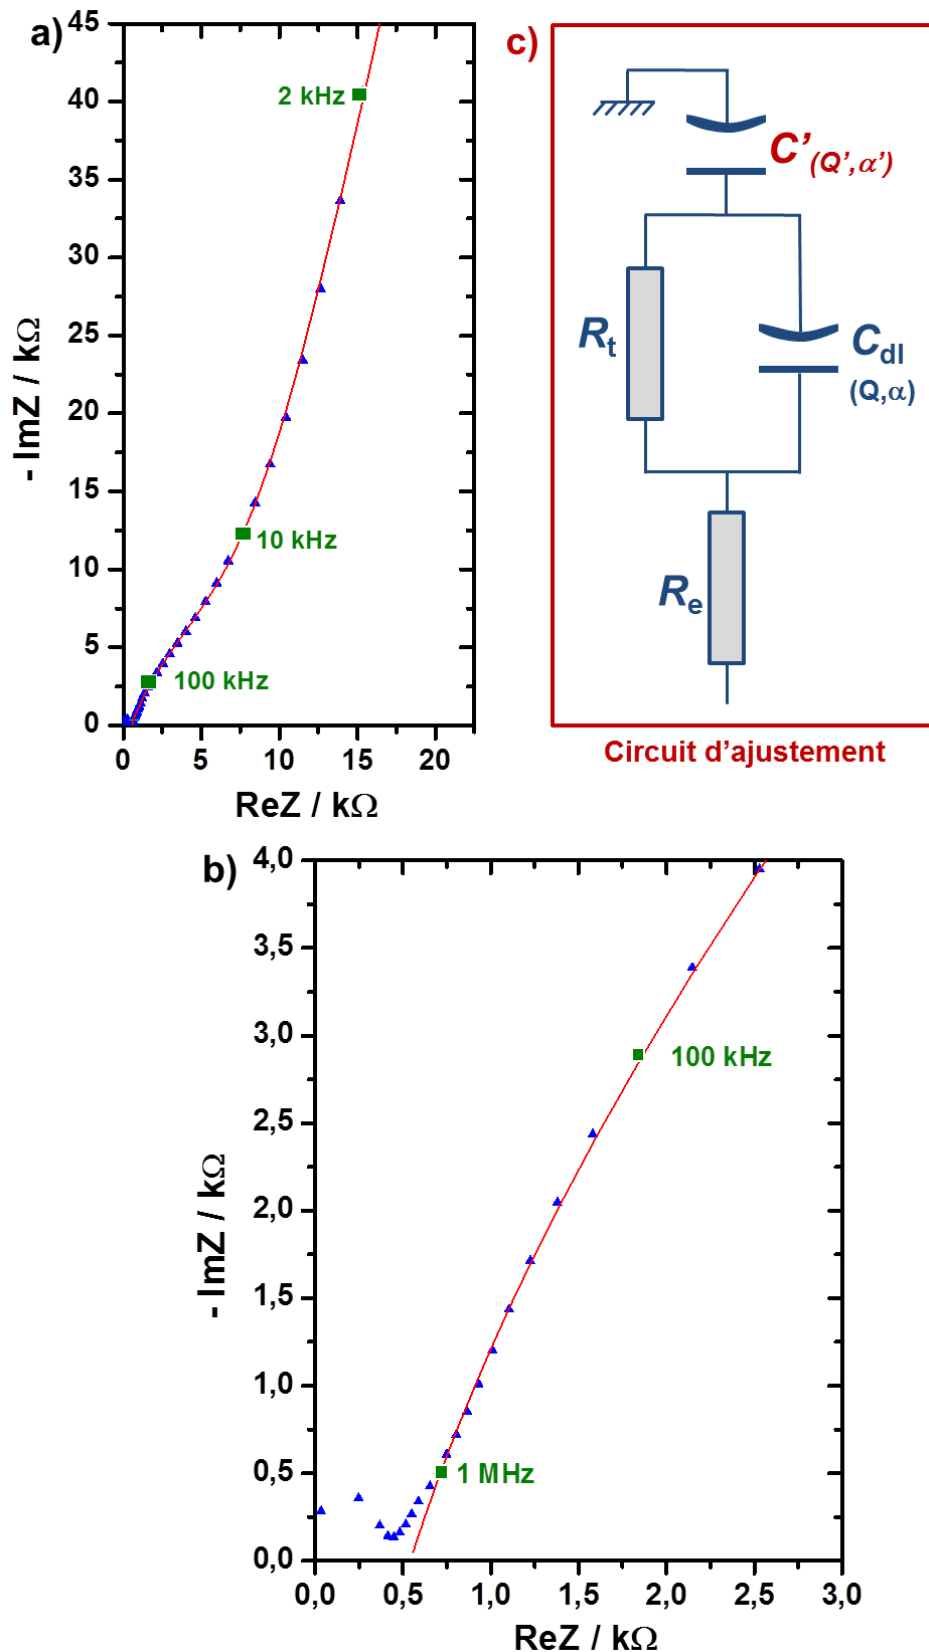 a)
- ImZ / kΩ
45
40
35
30
25
20
15
10
5
0
2 kHz
10 kHz
100 kHz
0 5 10 15 20
ReZ / kΩ
c)
C'(Q',α')
Rt
Cdl
(Q,α)
Re
Circuit d'ajustement
b)
- ImZ / kΩ
4,0
3,5
3,0
2,5
2,0
1,5
1,0
0,5
0,0
100 kHz
1 MHz
0,0 0,5 1,0 1,5 2,0 2,5 3,0
ReZ / kΩ